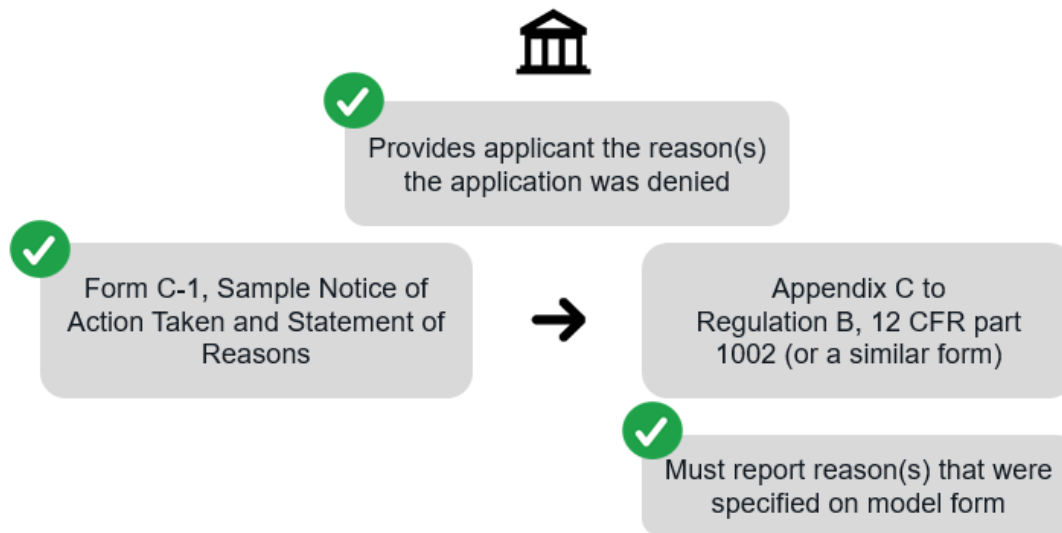 Provides applicant the reason(s)
the application was denied
Form C-1, Sample Notice of
Action Taken and Statement of
Reasons
Appendix C to
Regulation B, 12 CFR part
1002 (or a similar form)
Must report reason(s) that were
specified on model form